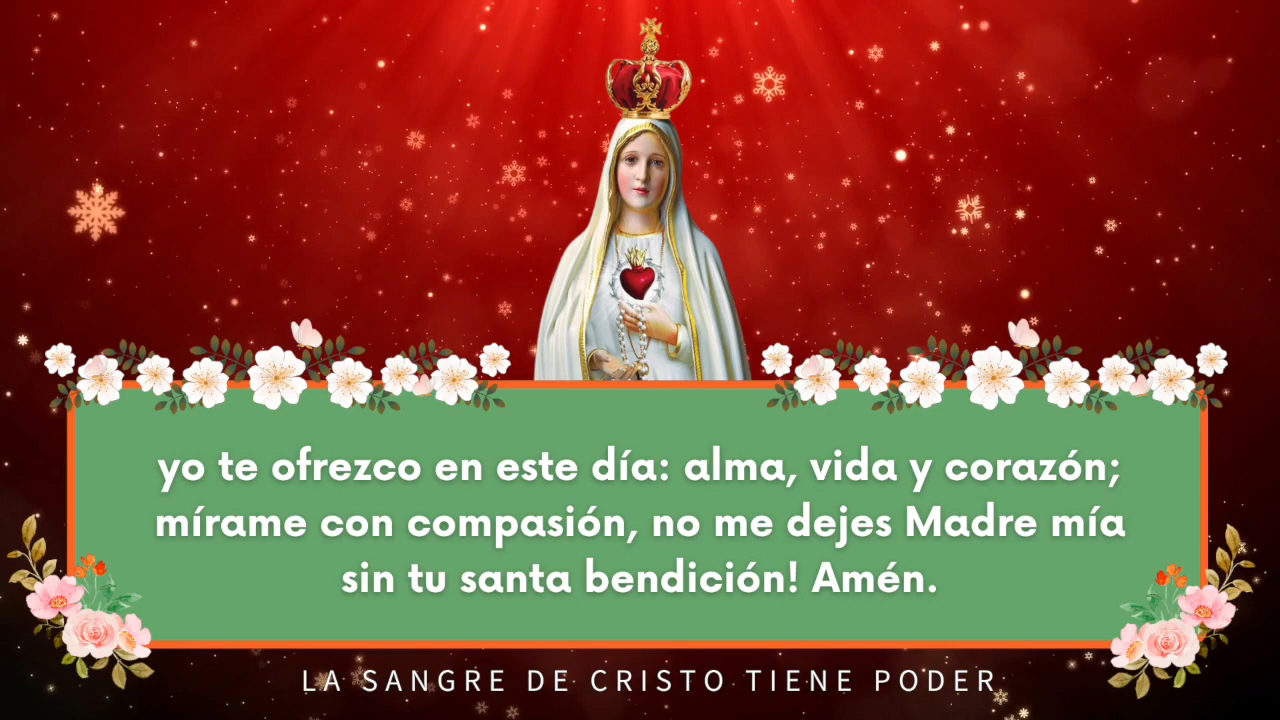 yo te ofrezco en este día: alma, vida y corazón;
mírame con compasión, no me dejes Madre mía
sin tu santa bendición! Amén.
LA SANGRE DE CRISTO TIENE PODER